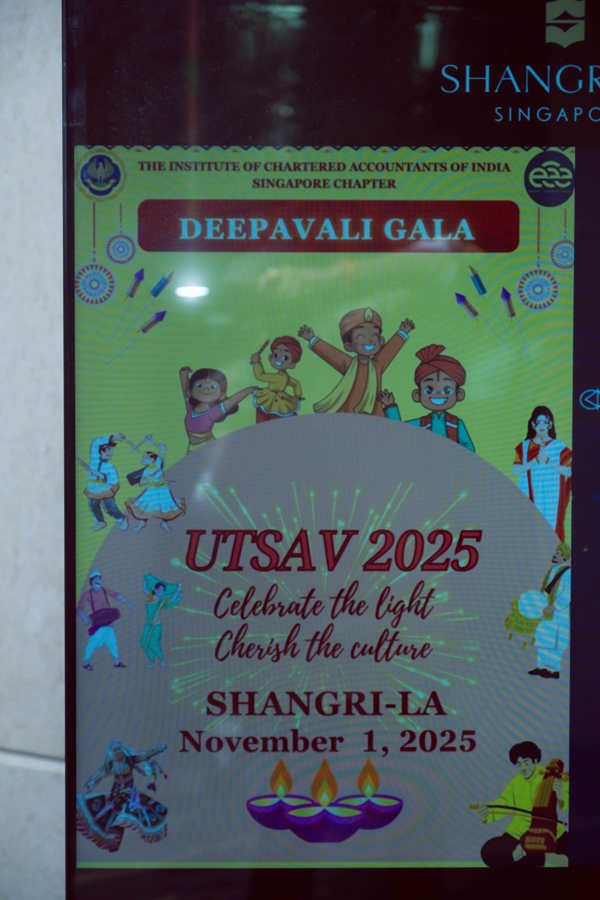 SHANGR
SINGAPO
THE INSTITUTE OF CHARTERED ACCOUNTANTS OF INDIA
SINGAPORE CHAPTER
DEEPAVALI GALA
UTSAV 2025
Celebrate the light
Cherish the culture
SHANGRI-LA
November 1, 2025